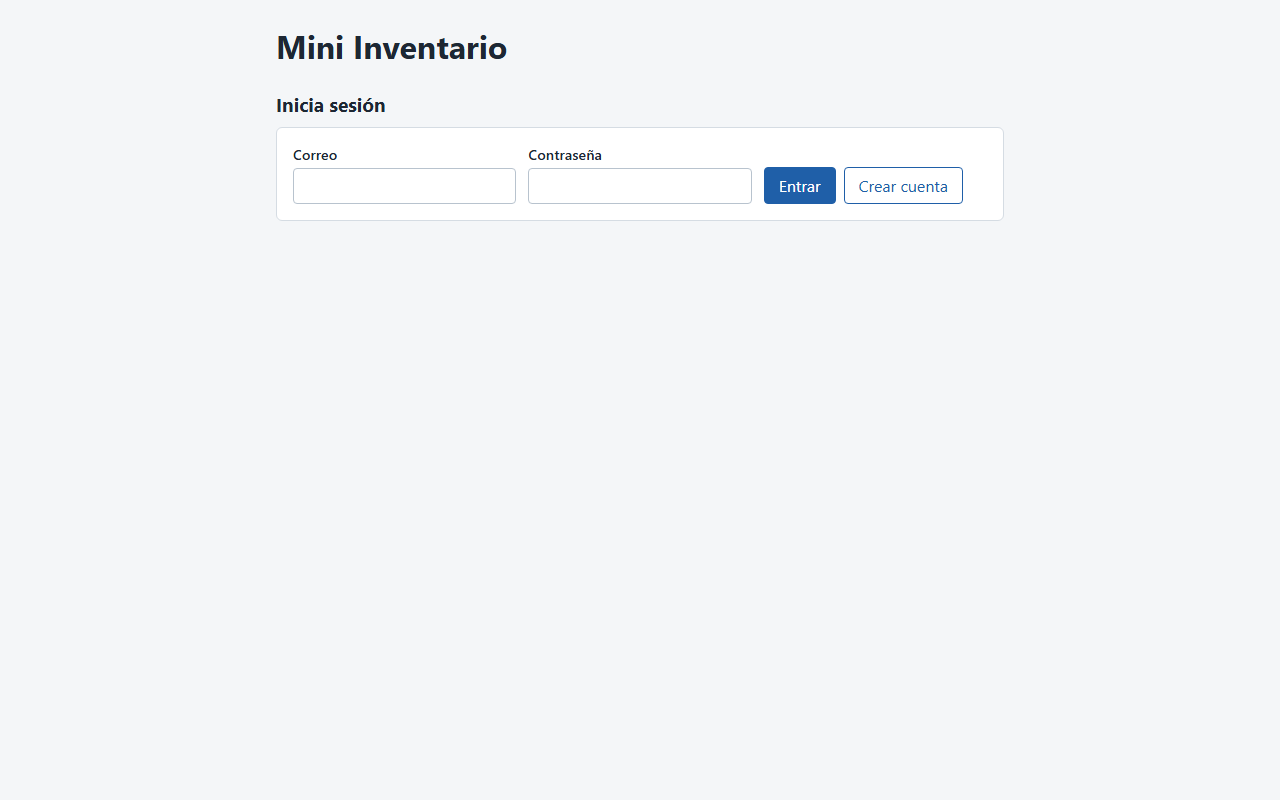 Mini Inventario
Inicia sesión
Correo
Contraseña
Entrar
Crear cuenta